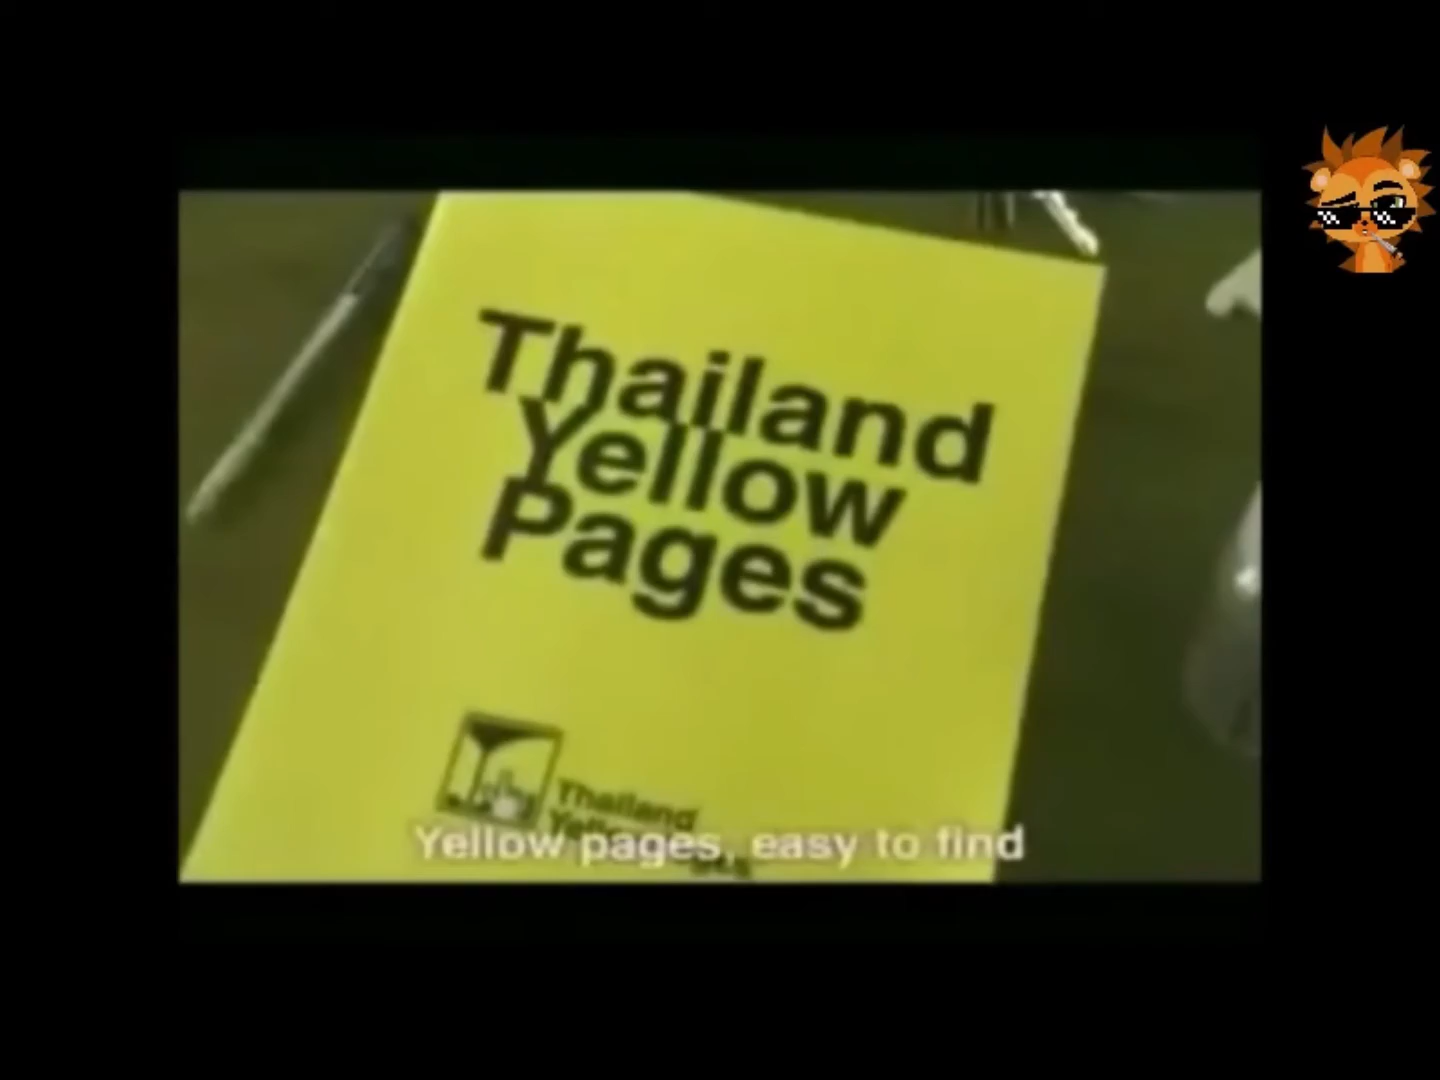 Thailand
Yellow
Pages
Thailand
Yellow pages, easy to find